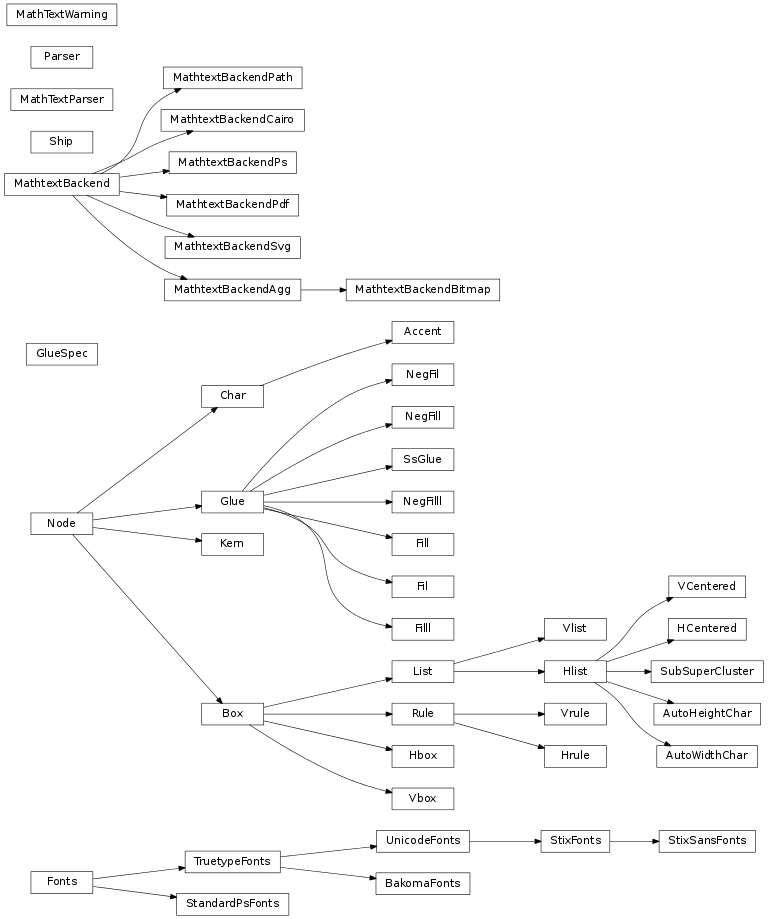 MathTextWarning
Parser
MathTextParser
Ship
MathtextBackend
MathtextBackendPath
MathtextBackendCairo
MathtextBackendPs
MathtextBackendPdf
MathtextBackendSvg
MathtextBackendAgg
MathtextBackendBitmap
GlueSpec
Node
Char
Accent
Glue
NegFil
NegFill
SsGlue
NegFilll
Fill
Fil
Filll
Kern
Box
List
Vlist
Hlist
VCentered
HCentered
SubSuperCluster
AutoHeightChar
AutoWidthChar
Rule
Vrule
Hrule
Hbox
Vbox
Fonts
TruetypeFonts
UnicodeFonts
StixFonts
StixSansFonts
BakomaFonts
StandardPsFonts